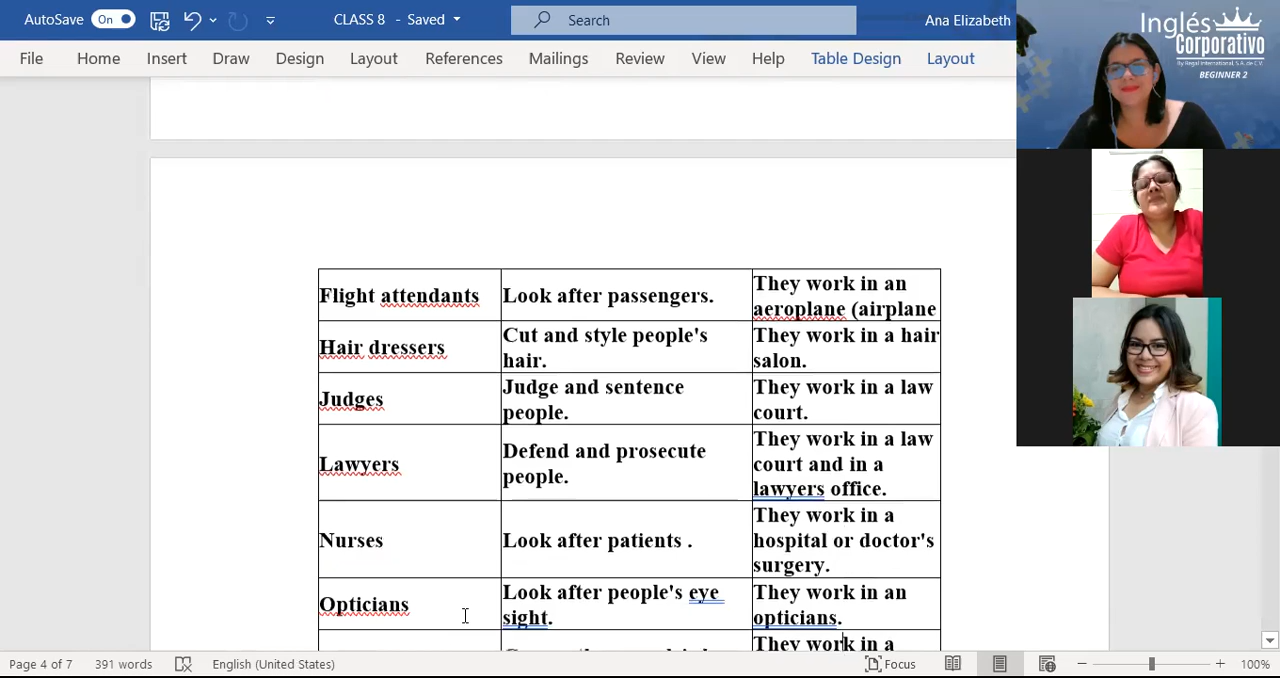 AutoSave On CLASS 8 - Saved Search Ana Elizabeth
File Home Insert Draw Design Layout References Mailings Review View Help Table Design Layout
Inglés
Corporativo
By Regal International, S.A. de C.V.
BEGINNER 2
Flight attendants
Look after passengers.
They work in an
aeroplane (airplane
Hair dressers
Cut and style people's
hair.
They work in a hair
salon.
Judges
Judge and sentence
people.
They work in a law
court.
Lawyers
Defend and prosecute
people.
They work in a law
court and in a
lawyers office.
Nurses
Look after patients .
They work in a
hospital or doctor's
surgery.
Opticians
Look after people's eye
sight.
They work in an
opticians.
They work in a
Page 4 of 7 391 words English (United States) Focus 100%